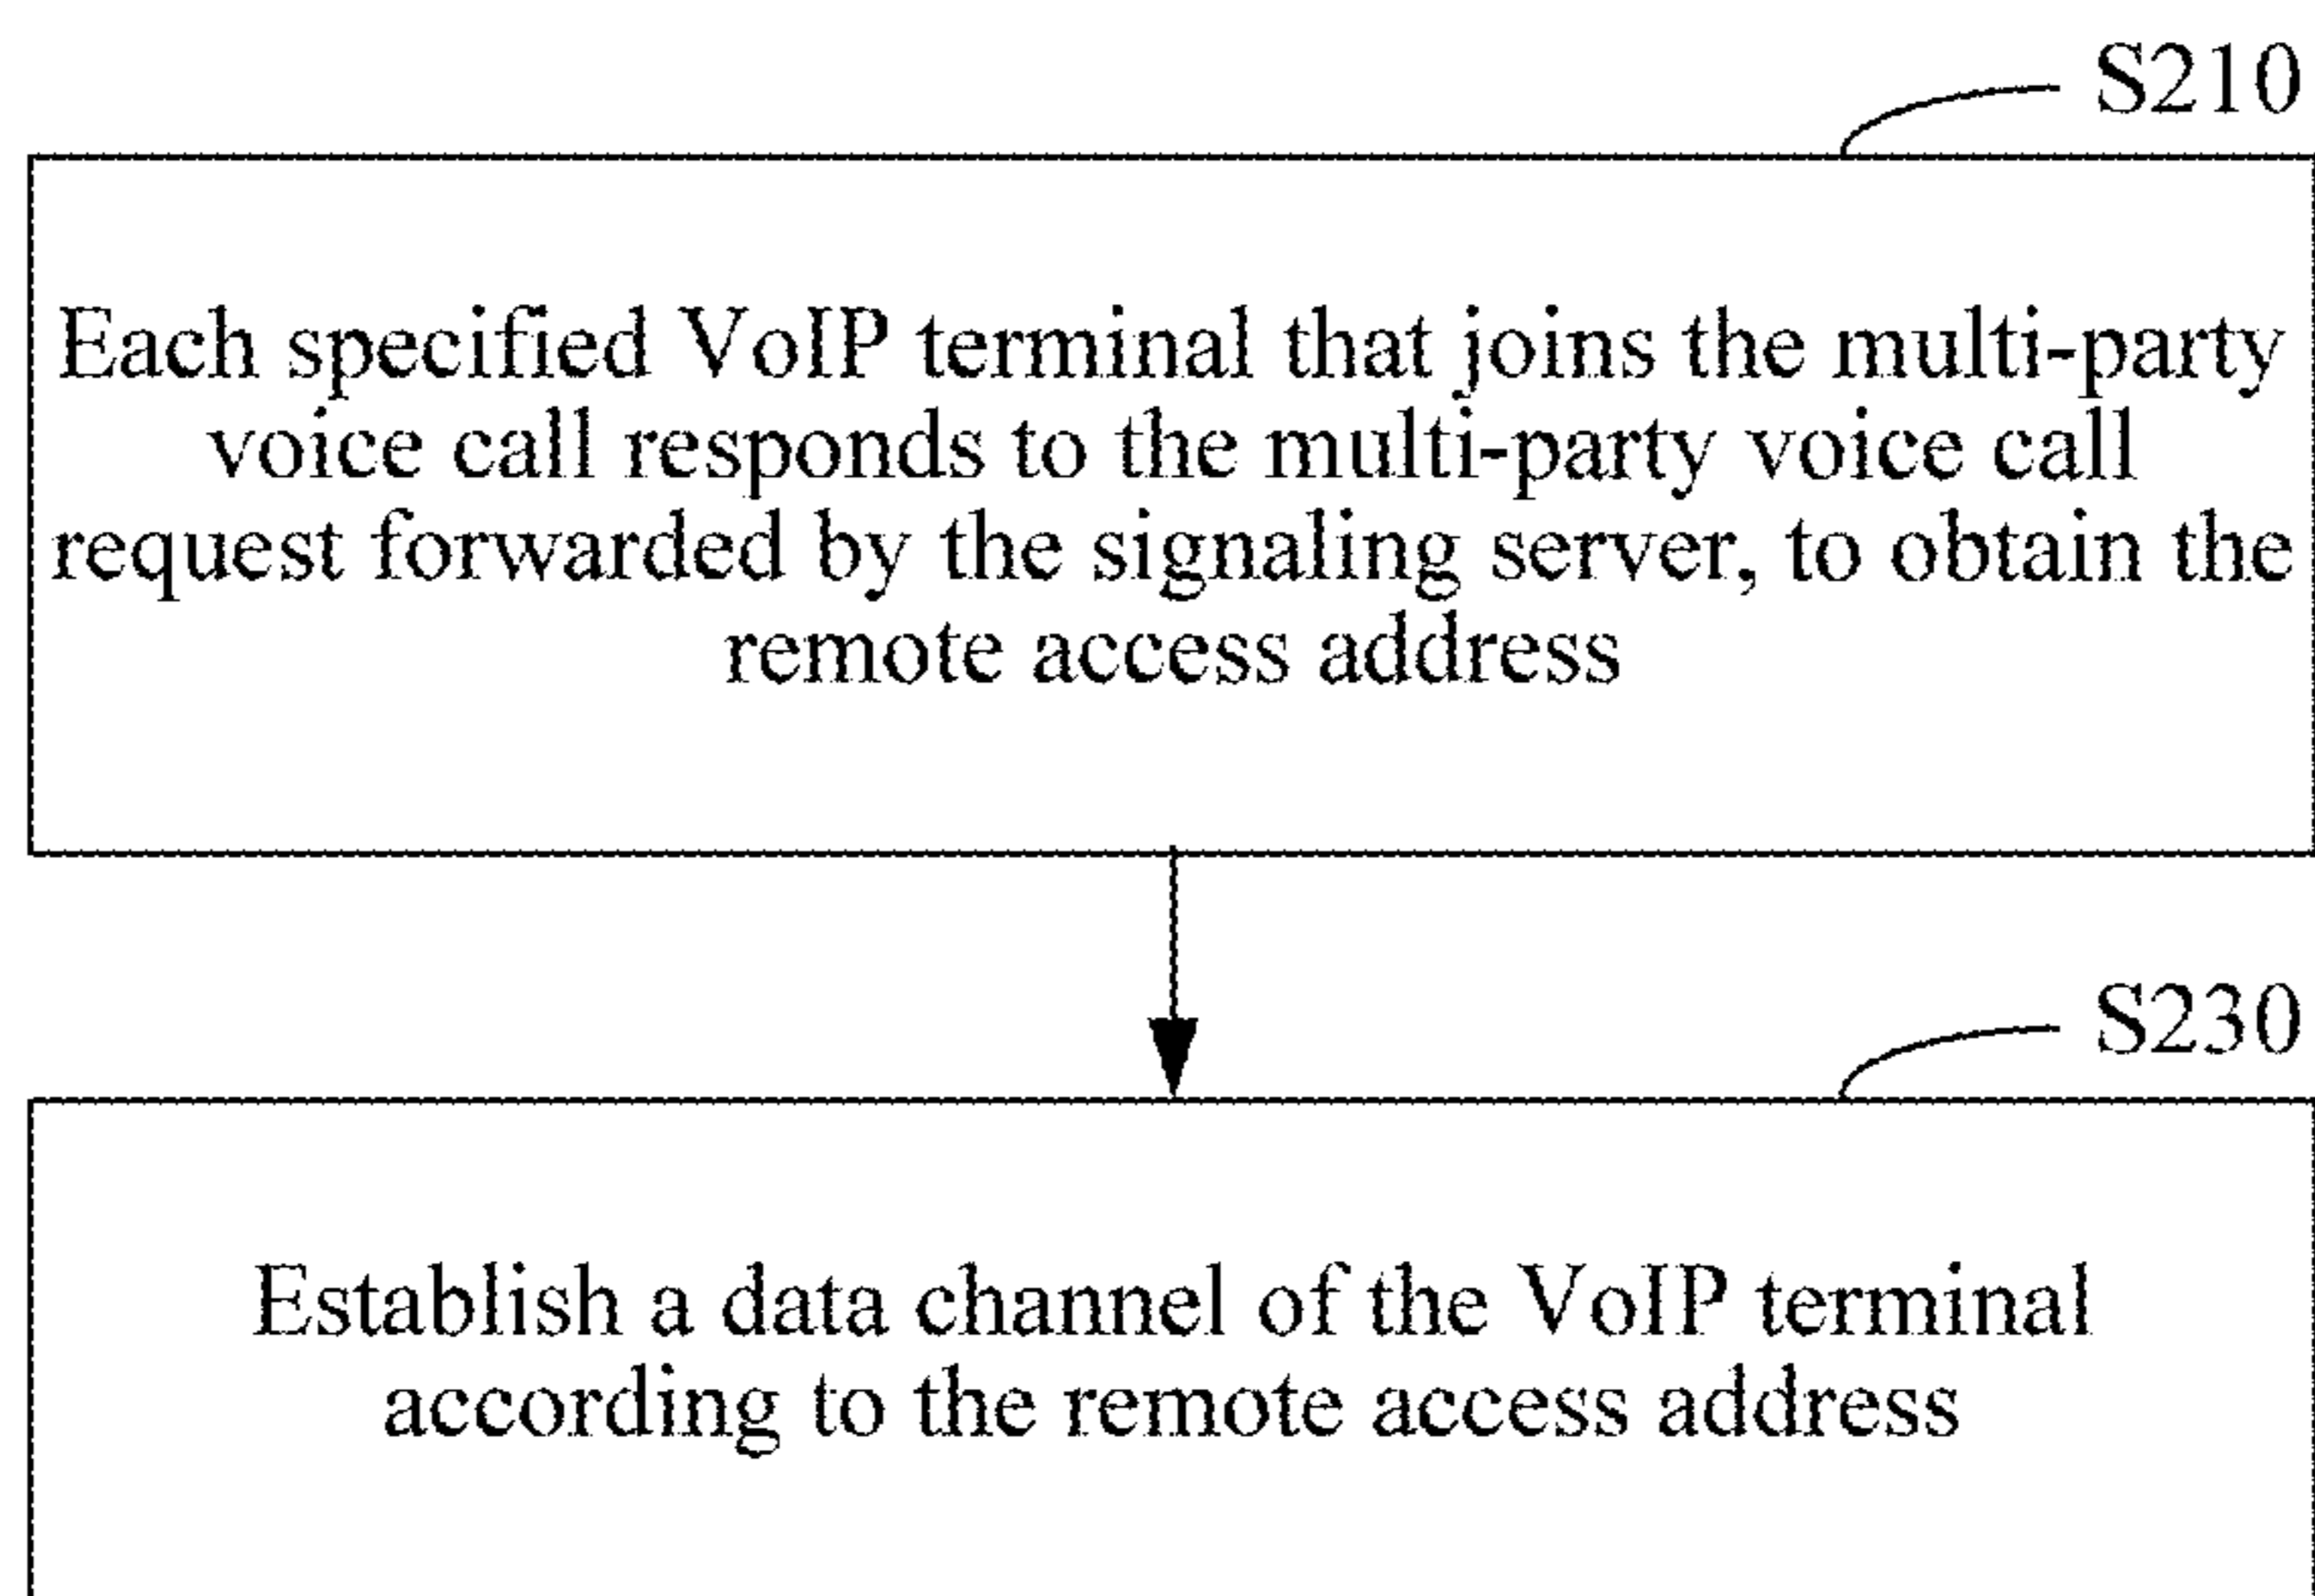 S210
Each specified VoIP terminal that joins the multi-party
voice call responds to the multi-party voice call
request forwarded by the signaling server, to obtain the
remote access address
S230
Establish a data channel of the VoIP terminal
according to the remote access address